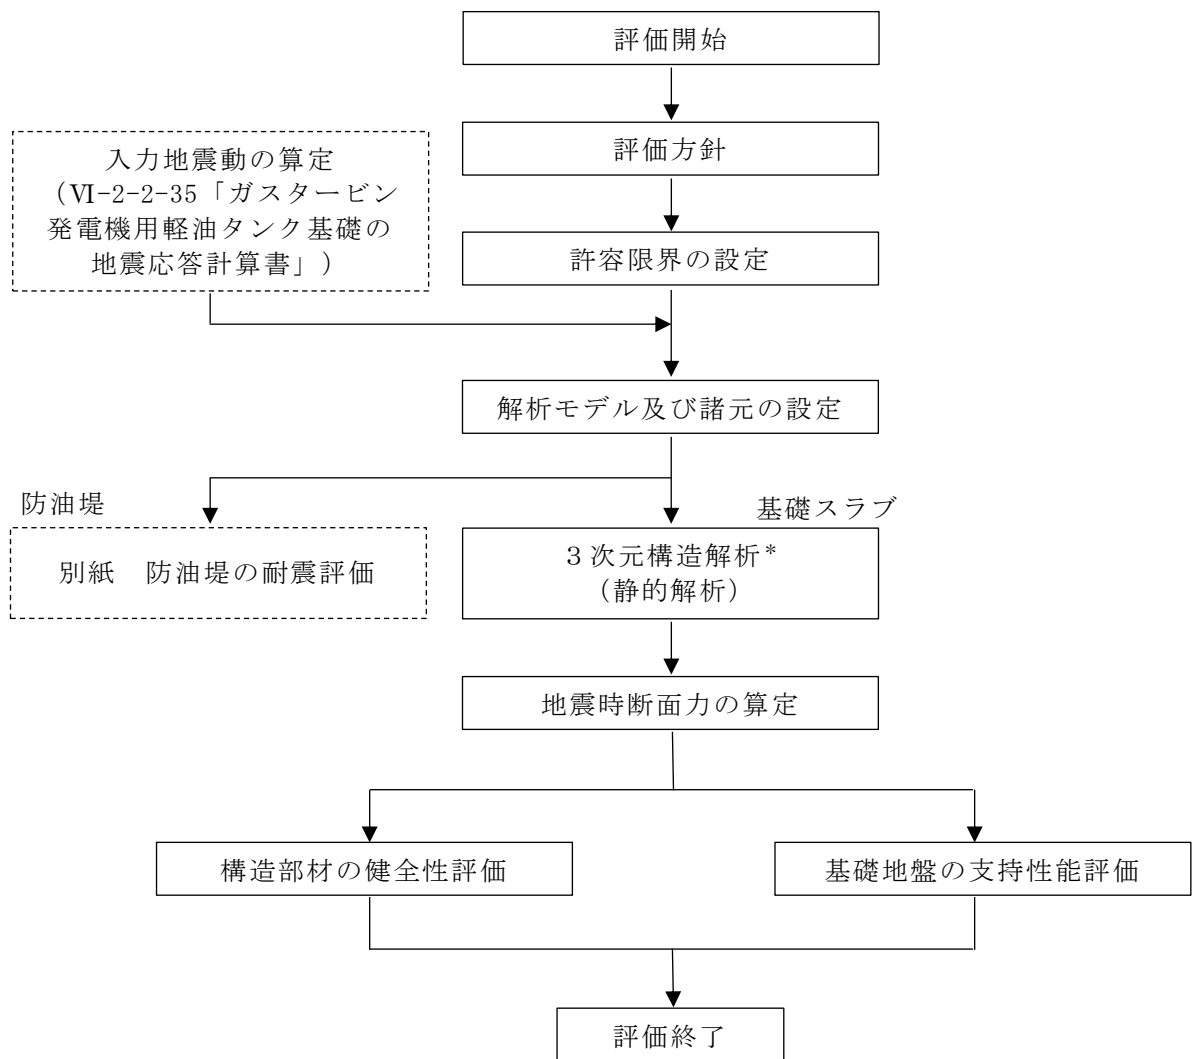 評価開始
評価方針
入力地震動の算定
（Ⅵ-2-2-35「ガスタービン
発電機用軽油タンク基礎の
地震応答計算書」）
許容限界の設定
解析モデル及び諸元の設定
防油堤
基礎スラブ
別紙　防油堤の耐震評価
３次元構造解析*
（静的解析）
地震時断面力の算定
構造部材の健全性評価
基礎地盤の支持性能評価
評価終了